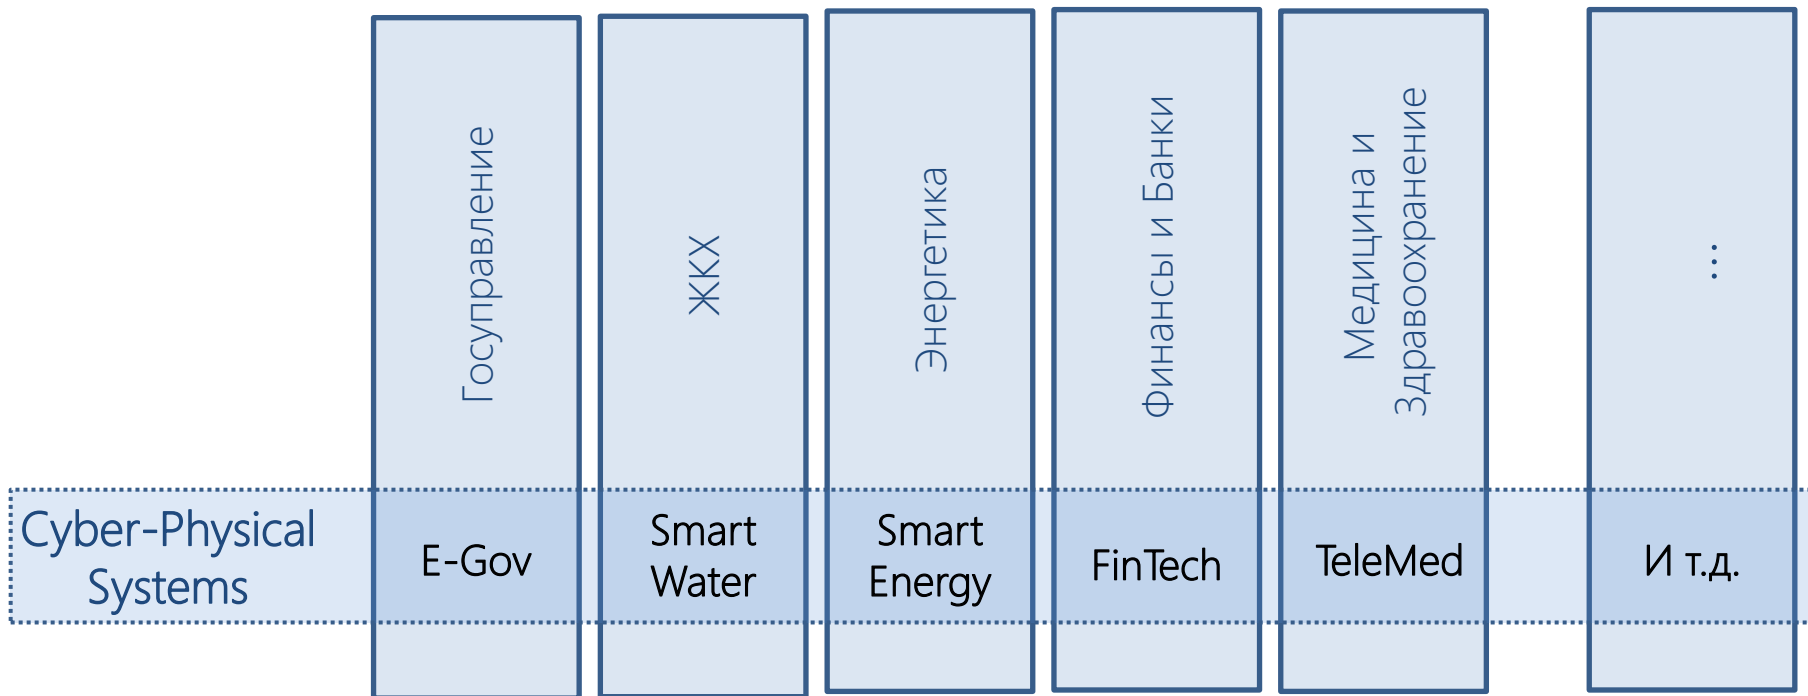 Госуправление
ЖКХ
Энергетика
Финансы и Банки
Медицина и
Здравоохранение
...
Cyber-Physical
Systems
E-Gov
Smart
Water
Smart
Energy
FinTech
TeleMed
И т.д.